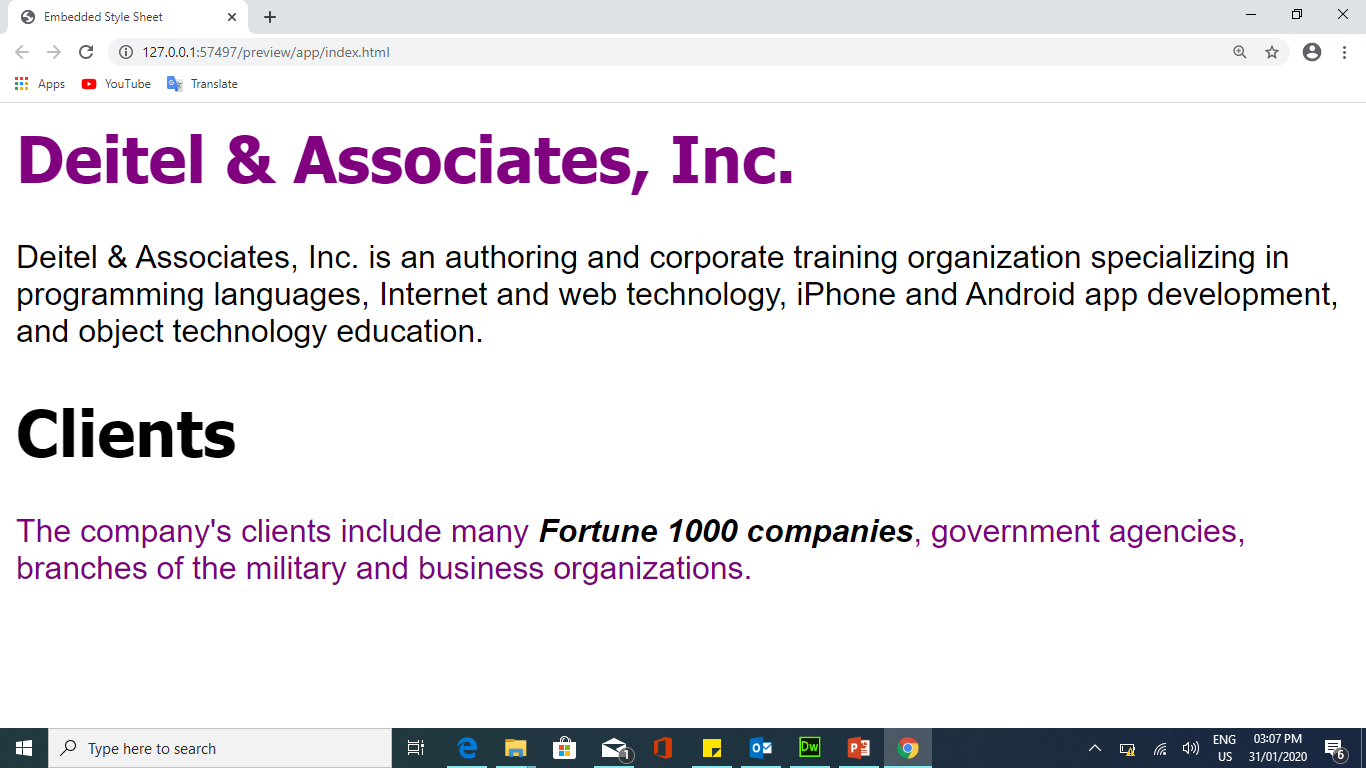 Embedded Style Sheet
127.0.0.1:57497/preview/app/index.html
Apps YouTube Translate
Deitel & Associates, Inc.
Deitel & Associates, Inc. is an authoring and corporate training organization specializing in
programming languages, Internet and web technology, iPhone and Android app development,
and object technology education.
Clients
The company's clients include many Fortune 1000 companies, government agencies,
branches of the military and business organizations.
Type here to search
1
Dw
ENG
US
03:07 PM
31/01/2020
6